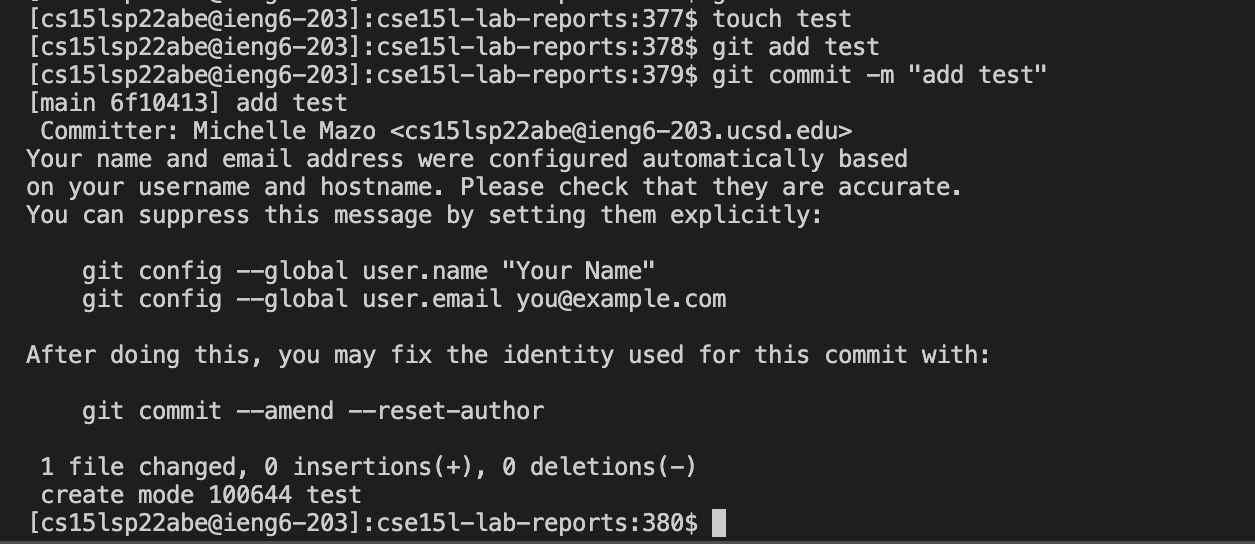 [cs15lsp22abe@ieng6-203]:cse15l-lab-reports:377$ touch test
[cs15lsp22abe@ieng6-203]:cse15l-lab-reports:378$ git add test
[cs15lsp22abe@ieng6-203]:cse15l-lab-reports:379$ git commit -m "add test"
[main 6f10413] add test
 Committer: Michelle Mazo <cs15lsp22abe@ieng6-203.ucsd.edu>
Your name and email address were configured automatically based
on your username and hostname. Please check that they are accurate.
You can suppress this message by setting them explicitly:

    git config --global user.name "Your Name"
    git config --global user.email you@example.com

After doing this, you may fix the identity used for this commit with:

    git commit --amend --reset-author

 1 file changed, 0 insertions(+), 0 deletions(-)
 create mode 100644 test
[cs15lsp22abe@ieng6-203]:cse15l-lab-reports:380$